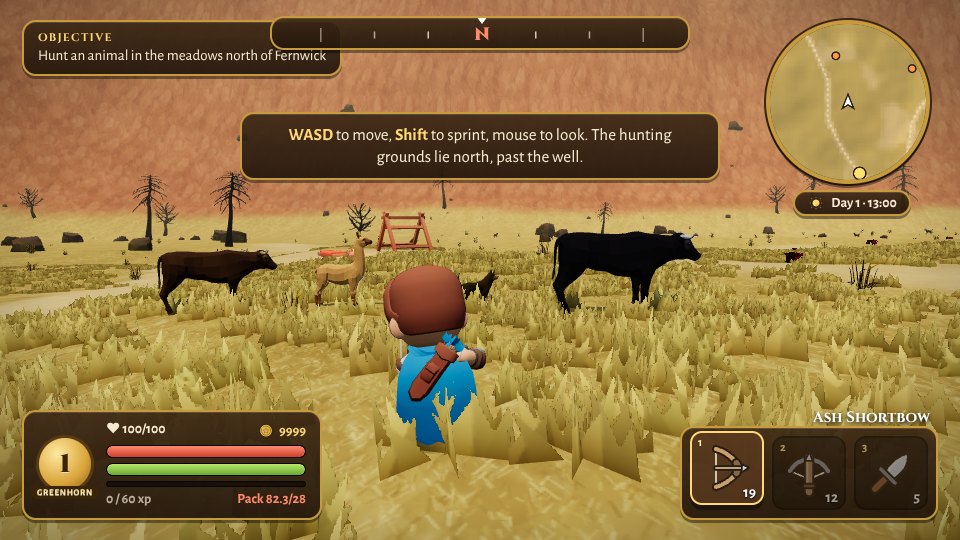 OBJECTIVE
Hunt an animal in the meadows north of Fernwick
N
WASD to move, Shift to sprint, mouse to look. The hunting
grounds lie north, past the well.
Day 1 · 13:00
100/100
9999
1
GREENHORN
0 / 60 xp
Pack 82.3/28
ASH SHORTBOW
1
19
2
12
3
5